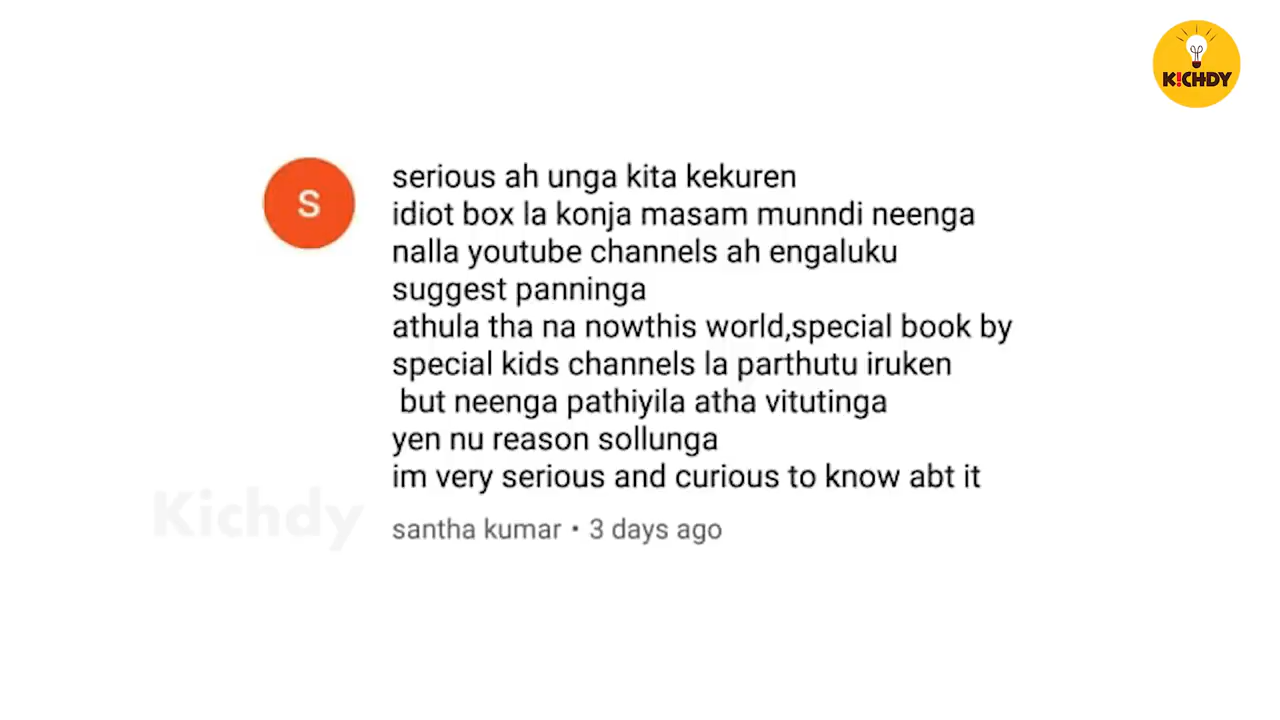 K!CHDY
serious ah unga kita kekuren
idiot box la konja masam munndi neenga
nalla youtube channels ah engaluku
suggest panninga
athula tha na nowthis world,special book by
special kids channels la parthutu iruken
but neenga pathiyila atha vitutinga
yen nu reason sollunga
im very serious and curious to know abt it
santha kumar • 3 days ago
S
Kichdy